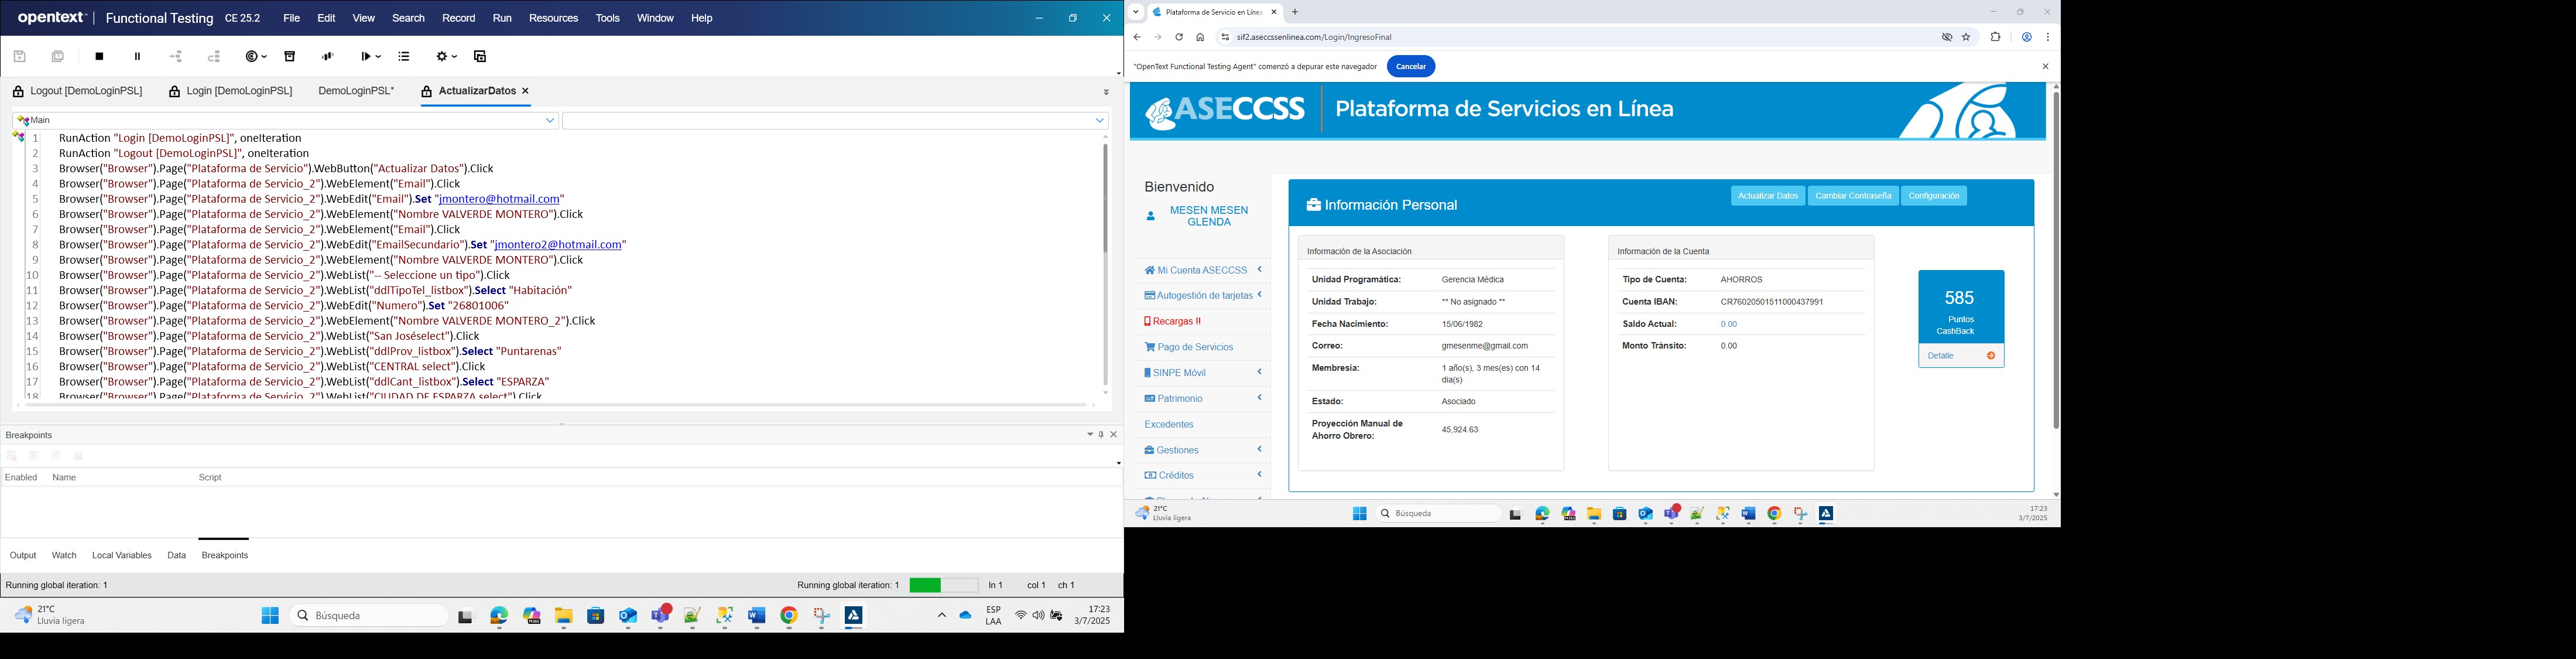 opentext™ | Functional Testing CE 25.2 File Edit View Search Record Run Resources Tools Window Help
Logout [DemoLoginPSL] Login [DemoLoginPSL] DemoLoginPSL* ActualizarDatos
Main
1 RunAction "Login [DemoLoginPSL]", oneIteration
2 RunAction "Logout [DemoLoginPSL]", oneIteration
3 Browser("Browser").Page("Plataforma de Servicio").WebButton("Actualizar Datos").Click
4 Browser("Browser").Page("Plataforma de Servicio_2").WebElement("Email").Click
5 Browser("Browser").Page("Plataforma de Servicio_2").WebEdit("Email").Set "jmontero@hotmail.com"
6 Browser("Browser").Page("Plataforma de Servicio_2").WebElement("Nombre VALVERDE MONTERO").Click
7 Browser("Browser").Page("Plataforma de Servicio_2").WebElement("Email").Click
8 Browser("Browser").Page("Plataforma de Servicio_2").WebEdit("EmailSecundario").Set "jmontero2@hotmail.com"
9 Browser("Browser").Page("Plataforma de Servicio_2").WebElement("Nombre VALVERDE MONTERO").Click
10 Browser("Browser").Page("Plataforma de Servicio_2").WebList("-- Seleccione un tipo").Click
11 Browser("Browser").Page("Plataforma de Servicio_2").WebList("ddlTipoTel_listbox").Select "Habitación"
12 Browser("Browser").Page("Plataforma de Servicio_2").WebEdit("Numero").Set "26801006"
13 Browser("Browser").Page("Plataforma de Servicio_2").WebElement("Nombre VALVERDE MONTERO_2").Click
14 Browser("Browser").Page("Plataforma de Servicio_2").WebList("San Joséselect").Click
15 Browser("Browser").Page("Plataforma de Servicio_2").WebList("ddlProv_listbox").Select "Puntarenas"
16 Browser("Browser").Page("Plataforma de Servicio_2").WebList("CENTRAL select").Click
17 Browser("Browser").Page("Plataforma de Servicio_2").WebList("ddlCant_listbox").Select "ESPARZA"
18 Browser("Browser").Page("Plataforma de Servicio_2").WebList("CIUDAD DE ESPARZA select").Click
Breakpoints
Enabled Name Script
Output Watch Local Variables Data Breakpoints
Running global iteration: 1 Running global iteration: 1 ln 1 col 1 ch 1
21°C
Lluvia ligera
Búsqueda
ESP
LAA
17:23
3/7/2025
Plataforma de Servicio en Línea
sif2.aseccssenlinea.com/Login/IngresoFinal
"OpenText Functional Testing Agent" comenzó a depurar este navegador Cancelar
ASECCSS | Plataforma de Servicios en Línea
Bienvenido
MESEN MESEN
GLENDA
Mi Cuenta ASECCSS
Autogestión de tarjetas
Recargas !!
Pago de Servicios
SINPE Móvil
Patrimonio
Excedentes
Gestiones
Créditos
Información Personal
Actualizar Datos Cambiar Contraseña Configuración
Información de la Asociación
Unidad Programática: Gerencia Médica
Unidad Trabajo: ** No asignado **
Fecha Nacimiento: 15/06/1982
Correo: gmesenme@gmail.com
Membresía: 1 año(s), 3 mes(es) con 14
dia(s)
Estado: Asociado
Proyección Manual de
Ahorro Obrero: 45,924.63
Información de la Cuenta
Tipo de Cuenta: AHORROS
Cuenta IBAN: CR76020501511000437991
Saldo Actual: 0.00
Monto Tránsito: 0.00
585
Puntos
CashBack
Detalle
21°C
Lluvia ligera
Búsqueda
17:23
3/7/2025